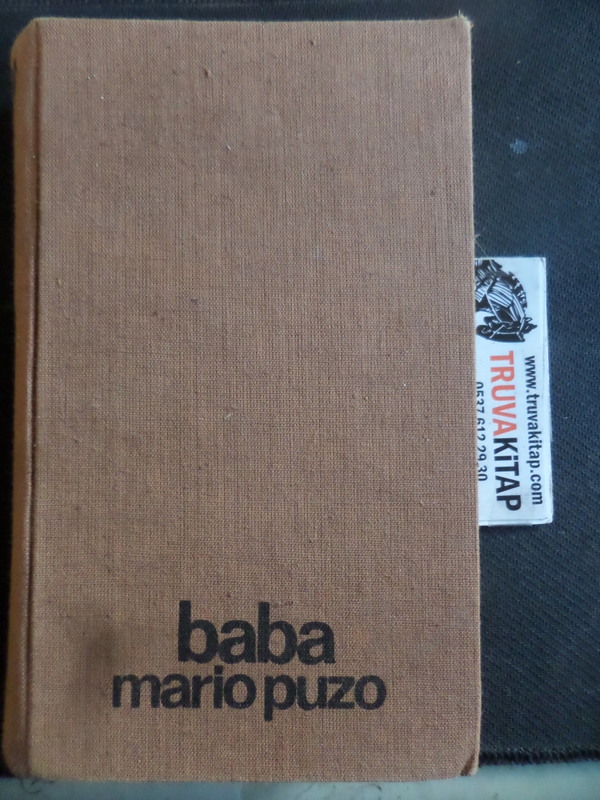 baba
mario puzo
www.truvakitap.com
TRUVAKİTAP
0537 612 29 30